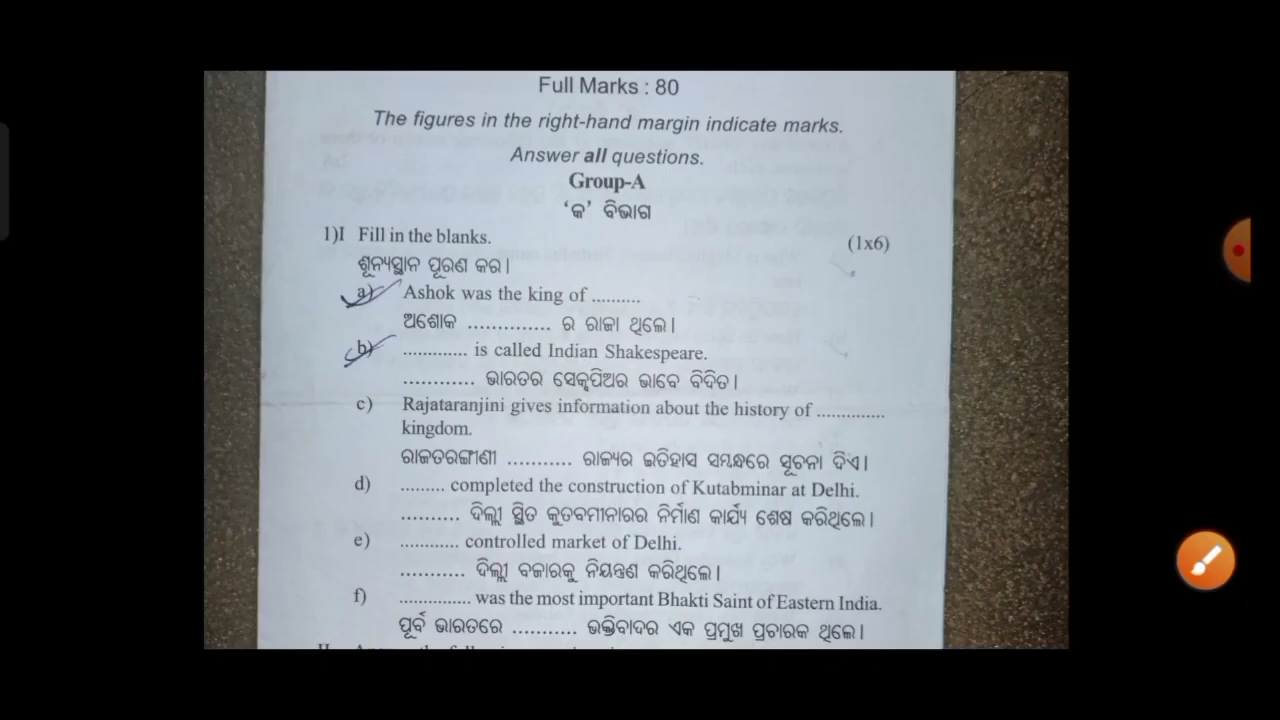 Full Marks : 80
The figures in the right-hand margin indicate marks.
Answer all questions.
Group-A
‘କ’ ବିଭାଗ
1)I Fill in the blanks. (1x6)
ଶୂନ୍ୟସ୍ଥାନ ପୂରଣ କର।
a) Ashok was the king of ..........
ଅଶୋକ .............. ର ରାଜା ଥିଲେ।
b) ............ is called Indian Shakespeare.
............ ଭାରତର ସେକ୍ସପିଅର ଭାବେ ବିଦିତ।
c) Rajataranjini gives information about the history of .............
kingdom.
ରାଜତରଙ୍ଗୀଣୀ ........... ରାଜ୍ୟର ଇତିହାସ ସମ୍ବନ୍ଧରେ ସୂଚନା ଦିଏ।
d) ......... completed the construction of Kutabminar at Delhi.
.......... ଦିଲ୍ଲୀ ସ୍ଥିତ କୁତବମୀନାରର ନିର୍ମାଣ କାର୍ଯ୍ୟ ଶେଷ କରିଥିଲେ।
e) ............ controlled market of Delhi.
........... ଦିଲ୍ଲୀ ବଜାରକୁ ନିୟନ୍ତଣ କରିଥିଲେ।
f) .............. was the most important Bhakti Saint of Eastern India.
ପୂର୍ବ ଭାରତରେ ........... ଭକ୍ତିବାଦର ଏକ ପ୍ରମୁଖ ପ୍ରଚାରକ ଥିଲେ।